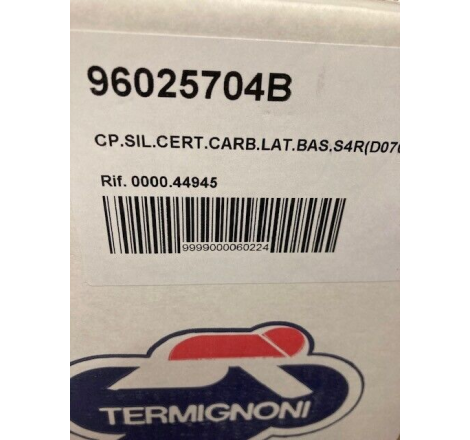 96025704B
CP.SIL.CERT.CARB.LAT.BAS.S4R(D07
Rif. 0000.44945
9999000060224
TERMIGNONI